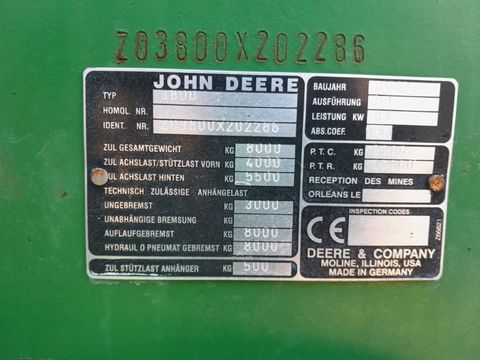 Z03800X202286
JOHN DEERE
TYP 3800
HOMOL. NR.
IDENT. NR. Z03800X202286
ZUL GESAMTGEWICHT KG 8000
ZUL ACHSLAST/STÜTZLAST VORN KG 4000
ZUL ACHSLAST HINTEN KG 5500
TECHNISCH ZULÄSSIGE ANHÄNGELAST
UNGEBREMST KG 3000
UNABHÄNGIGE BREMSUNG KG
AUFLAUFGEBREMST KG 8000
HYDRAUL O PNEUMAT GEBREMST KG 8000
ZUL STÜTZLAST ANHÄNGER KG 500
BAUJAHR
AUSFÜHRUNG
LEISTUNG KW
ABS.COEF.
P.T.C. KG
P.T.R. KG
RECEPTION DES MINES
ORLEANS LE
INSPECTION CODES
CE
Z66621
DEERE & COMPANY
MOLINE, ILLINOIS, USA
MADE IN GERMANY